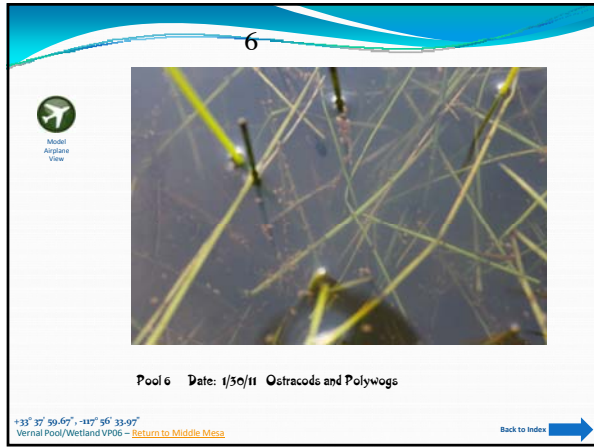 6
Model
Airplane
View
Pool 6 Date: 1/30/11 Ostracods and Polywogs
+33° 37' 59.67", -117° 56' 33.97"
Vernal Pool/Wetland VP06 – Return to Middle Mesa
Back to Index